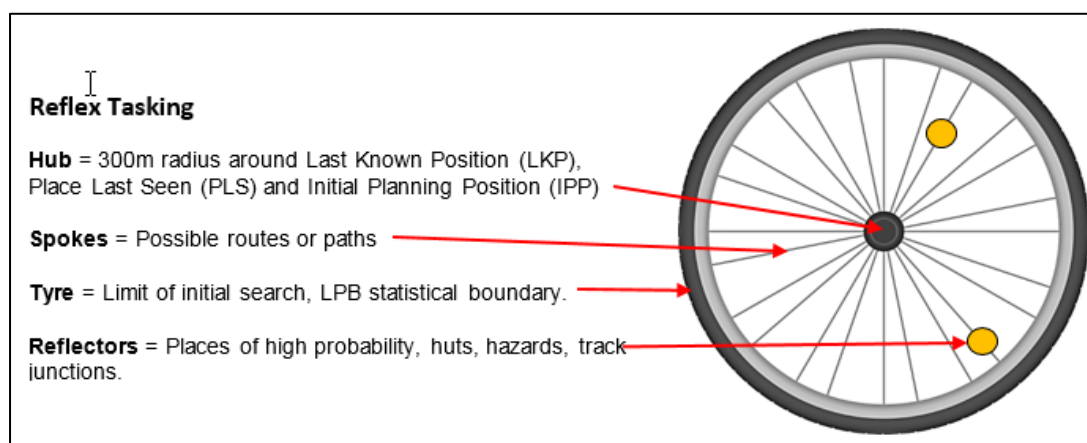 Reflex Tasking
Hub = 300m radius around Last Known Position (LKP),
Place Last Seen (PLS) and Initial Planning Position (IPP)
Spokes = Possible routes or paths
Tyre = Limit of initial search, LPB statistical boundary.
Reflectors = Places of high probability, huts, hazards, track
junctions.